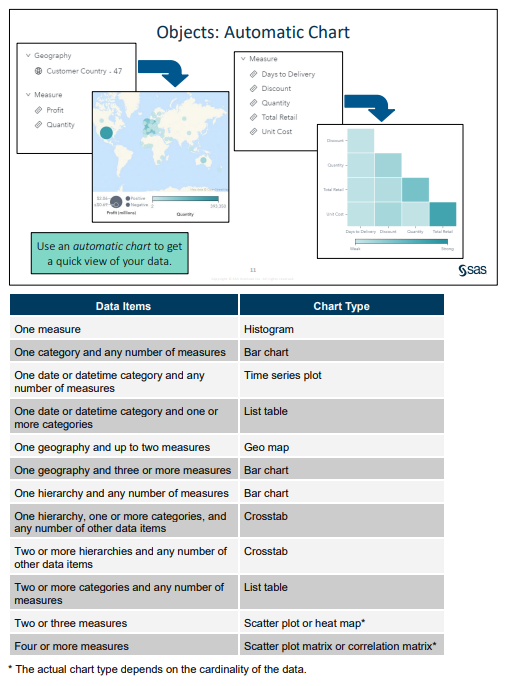 Objects: Automatic Chart
Geography
Customer Country - 47
Measure
Profit
Quantity
Positive
Negative
Profit (millions)
Quantity
Measure
Days to Delivery
Discount
Quantity
Total Retail
Unit Cost
Discount
Quantity
Total Retail
Unit Cost
Days to Delivery Discount Quantity Total Retail
Weak Strong
Use an automatic chart to get
a quick view of your data.
11
sas
Data Items Chart Type
One measure Histogram
One category and any number of measures Bar chart
One date or datetime category and any Time series plot
number of measures
One date or datetime category and one or List table
more categories
One geography and up to two measures Geo map
One geography and three or more measures Bar chart
One hierarchy and any number of measures Bar chart
One hierarchy, one or more categories, and Crosstab
any number of other data items
Two or more hierarchies and any number of Crosstab
other data items
Two or more categories and any number of List table
measures
Two or three measures Scatter plot or heat map*
Four or more measures Scatter plot matrix or correlation matrix*
* The actual chart type depends on the cardinality of the data.